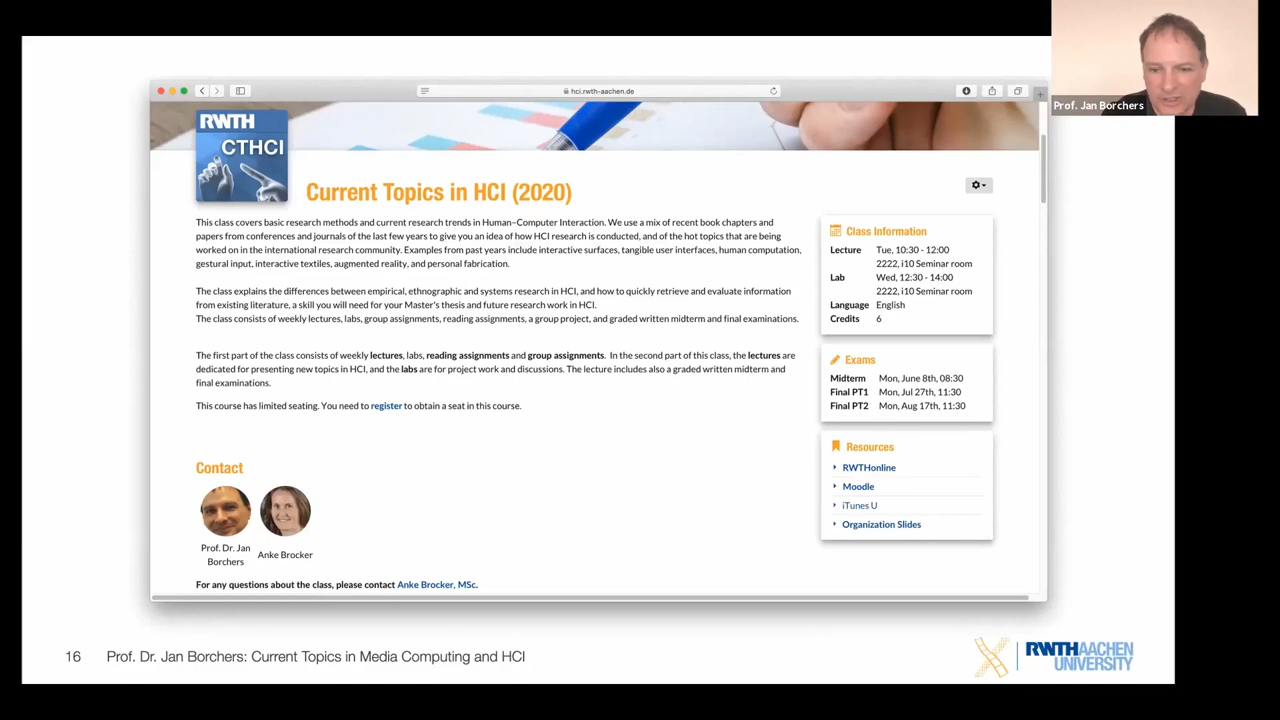 Prof. Jan Borchers
hci.rwth-aachen.de
RWTH
CTHCI
Current Topics in HCI (2020)
This class covers basic research methods and current research trends in Human–Computer Interaction. We use a mix of recent book chapters and
papers from conferences and journals of the last few years to give you an idea of how HCI research is conducted, and of the hot topics that are being
worked on in the international research community. Examples from past years include interactive surfaces, tangible user interfaces, human computation,
gestural input, interactive textiles, augmented reality, and personal fabrication.
The class explains the differences between empirical, ethnographic and systems research in HCI, and how to quickly retrieve and evaluate information
from existing literature, a skill you will need for your Master's thesis and future research work in HCI.
The class consists of weekly lectures, labs, group assignments, reading assignments, a group project, and graded written midterm and final examinations.
The first part of the class consists of weekly lectures, labs, reading assignments and group assignments. In the second part of this class, the lectures are
dedicated for presenting new topics in HCI, and the labs are for project work and discussions. The lecture includes also a graded written midterm and
final examinations.
This course has limited seating. You need to register to obtain a seat in this course.
Contact
Prof. Dr. Jan
Borchers
Anke Brocker
For any questions about the class, please contact Anke Brocker, MSc.
Class Information
Lecture Tue, 10:30 - 12:00
2222, i10 Seminar room
Lab Wed, 12:30 - 14:00
2222, i10 Seminar room
Language English
Credits 6
Exams
Midterm Mon, June 8th, 08:30
Final PT1 Mon, Jul 27th, 11:30
Final PT2 Mon, Aug 17th, 11:30
Resources
RWTHonline
Moodle
iTunes U
Organization Slides
16 Prof. Dr. Jan Borchers: Current Topics in Media Computing and HCI
RWTHAACHEN
UNIVERSITY